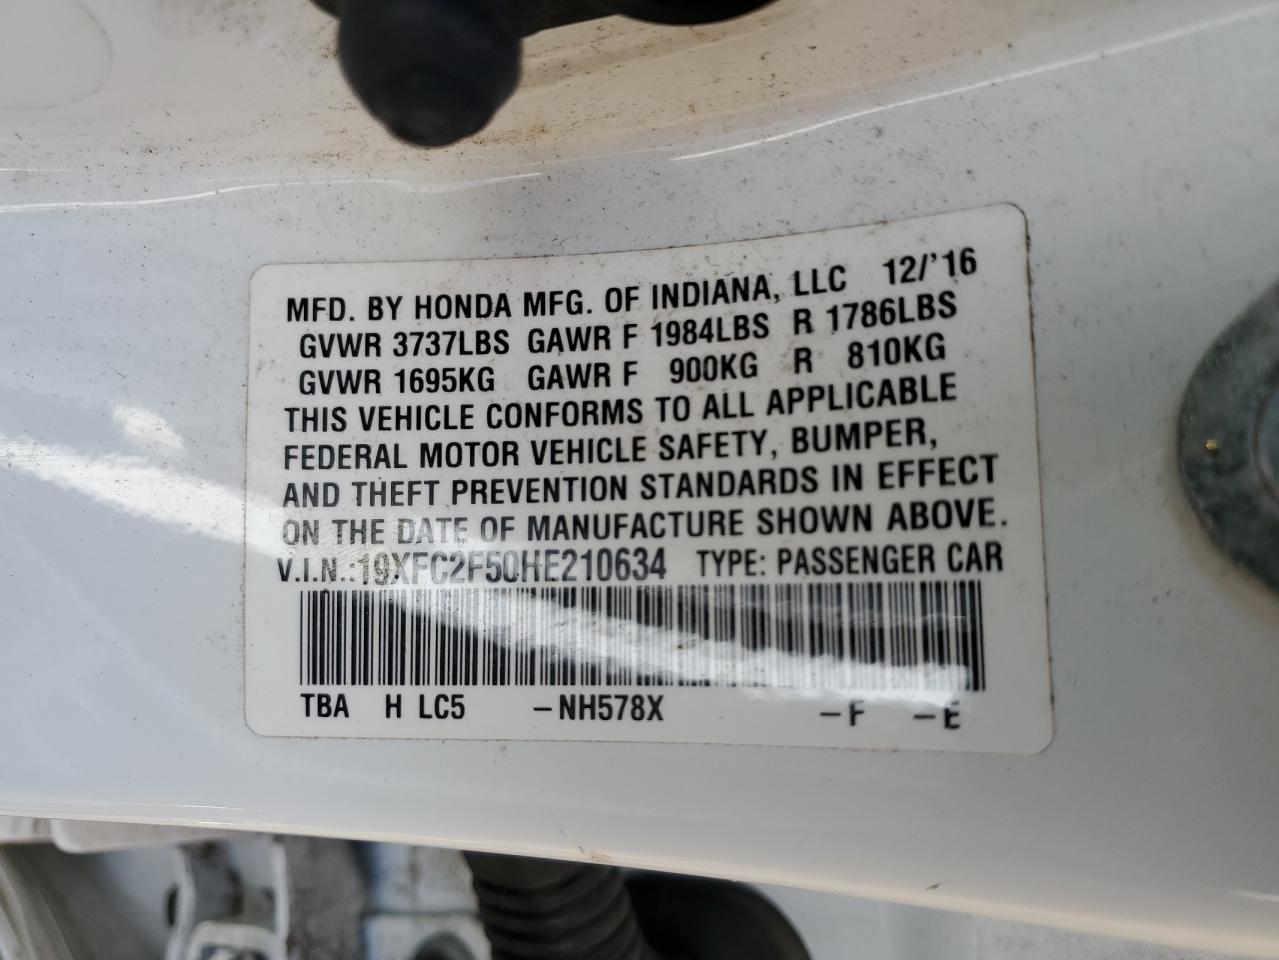 MFD. BY HONDA MFG. OF INDIANA, LLC 12/'16
GVWR 3737LBS GAWR F 1984LBS R 1786LBS
GVWR 1695KG GAWR F 900KG R 810KG
THIS VEHICLE CONFORMS TO ALL APPLICABLE
FEDERAL MOTOR VEHICLE SAFETY, BUMPER,
AND THEFT PREVENTION STANDARDS IN EFFECT
ON THE DATE OF MANUFACTURE SHOWN ABOVE.
V.I.N.:19XFC2F50HE210634 TYPE: PASSENGER CAR
TBA H LC5 –NH578X –F –E